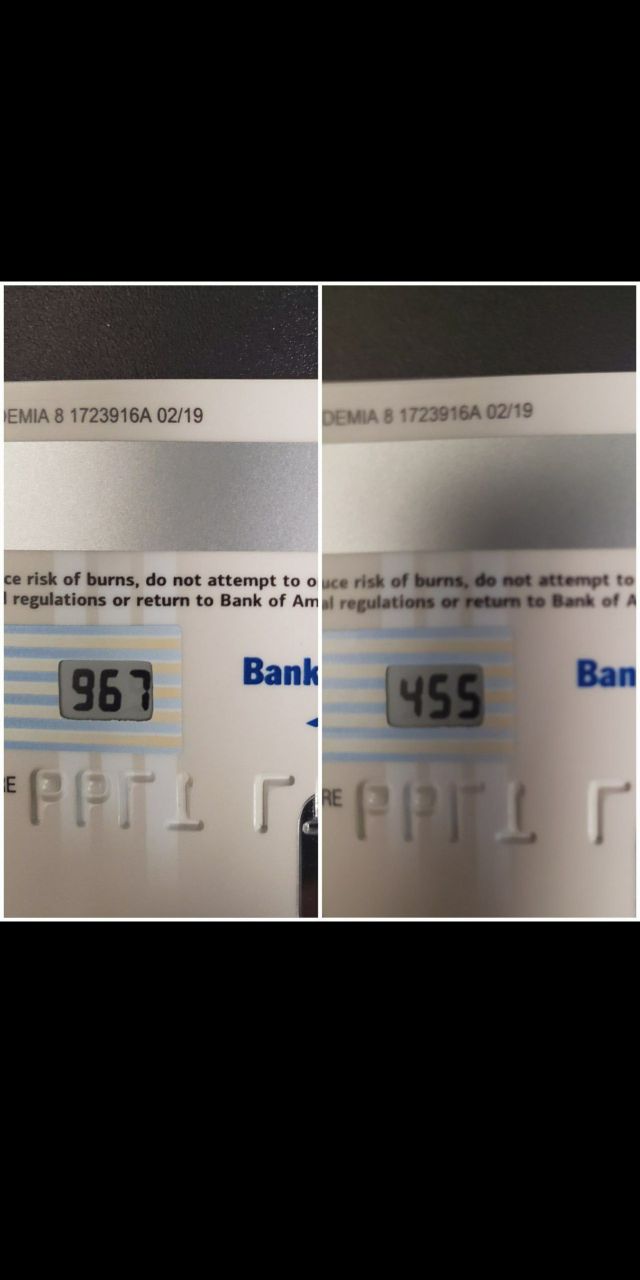 EMIA 8 1723916A 02/19
ce risk of burns, do not attempt to o
regulations or return to Bank of Am
967
Bank
E
DEMIA 8 1723916A 02/19
uce risk of burns, do not attempt to
al regulations or return to Bank of A
455
Ban
RE